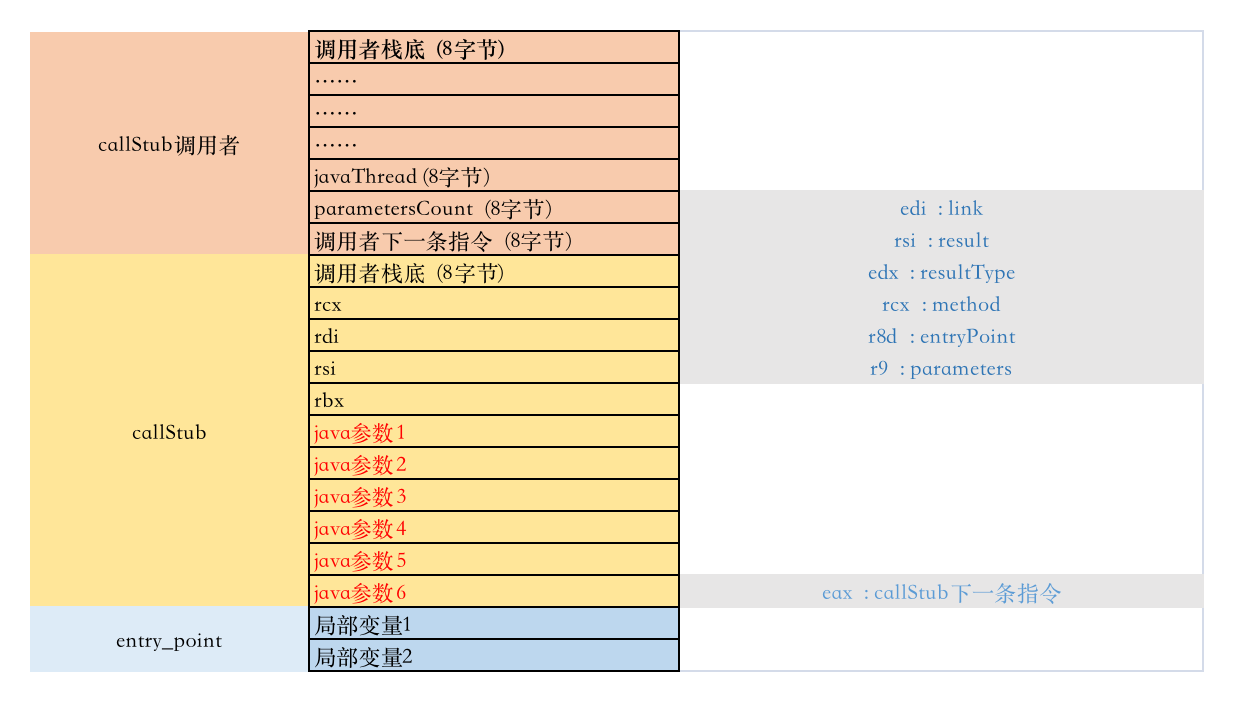 调用者栈底（8字节）
……
……
……
callStub调用者
javaThread（8字节）
parametersCount（8字节）
edi : link
调用者下一条指令（8字节）
rsi : result
调用者栈底（8字节）
edx : resultType
rcx
rcx : method
rdi
r8d : entryPoint
rsi
r9 : parameters
rbx
callStub
java参数1
java参数2
java参数3
java参数4
java参数5
java参数6
eax : callStub下一条指令
entry_point
局部变量1
局部变量2